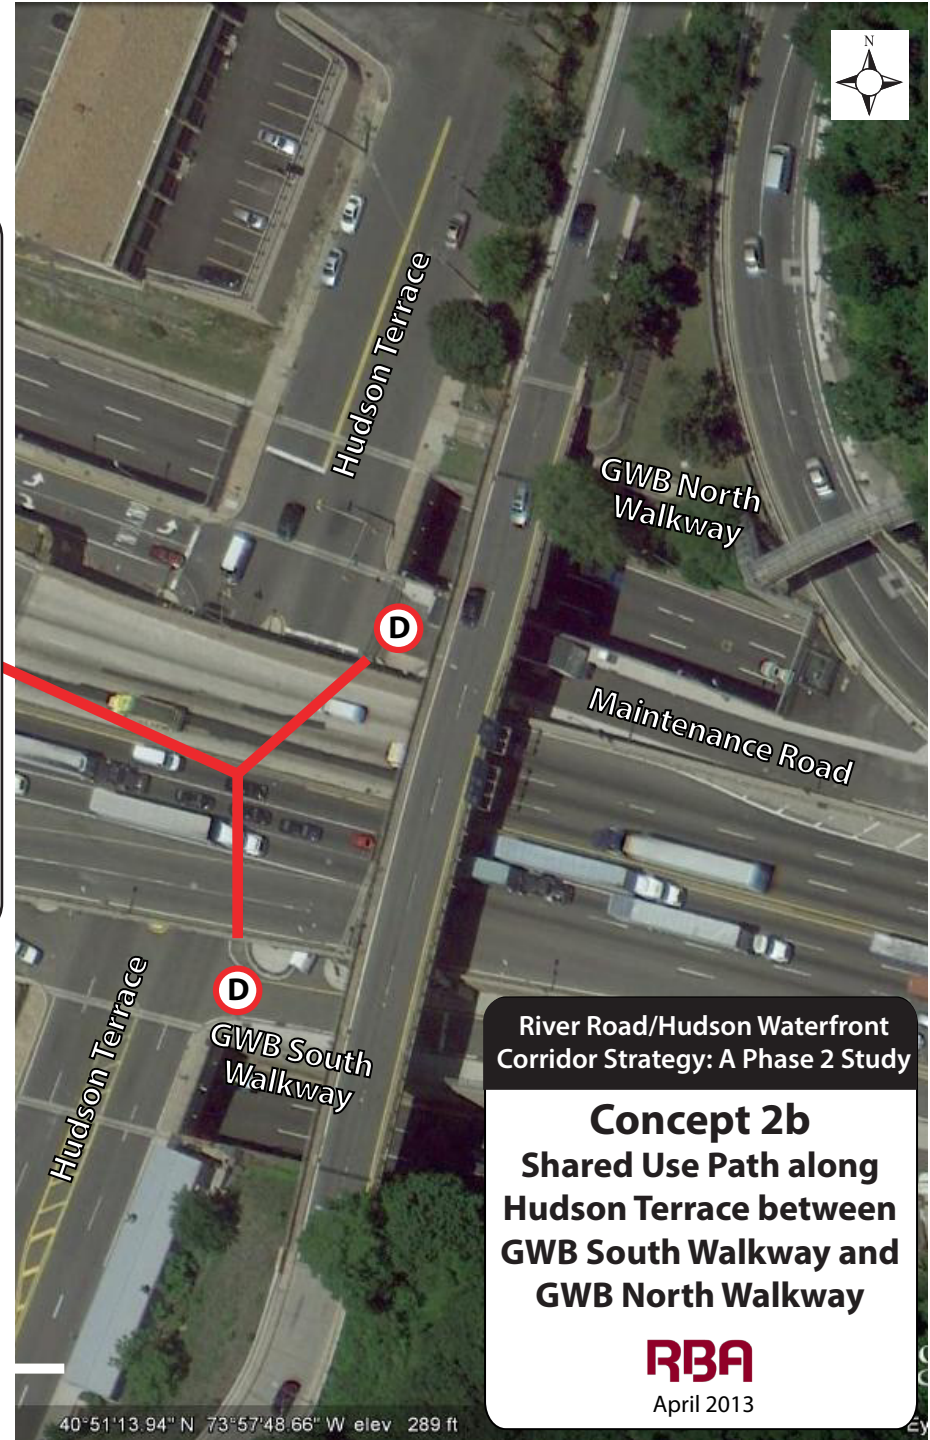 N
Hudson Terrace
GWB North
Walkway
D
Maintenance Road
D
GWB South
Walkway
Hudson Terrace
River Road/Hudson Waterfront
Corridor Strategy: A Phase 2 Study
Concept 2b
Shared Use Path along
Hudson Terrace between
GWB South Walkway and
GWB North Walkway
RBA
April 2013
40°51'13.94" N 73°57'48.66" W elev 289 ft
Ey